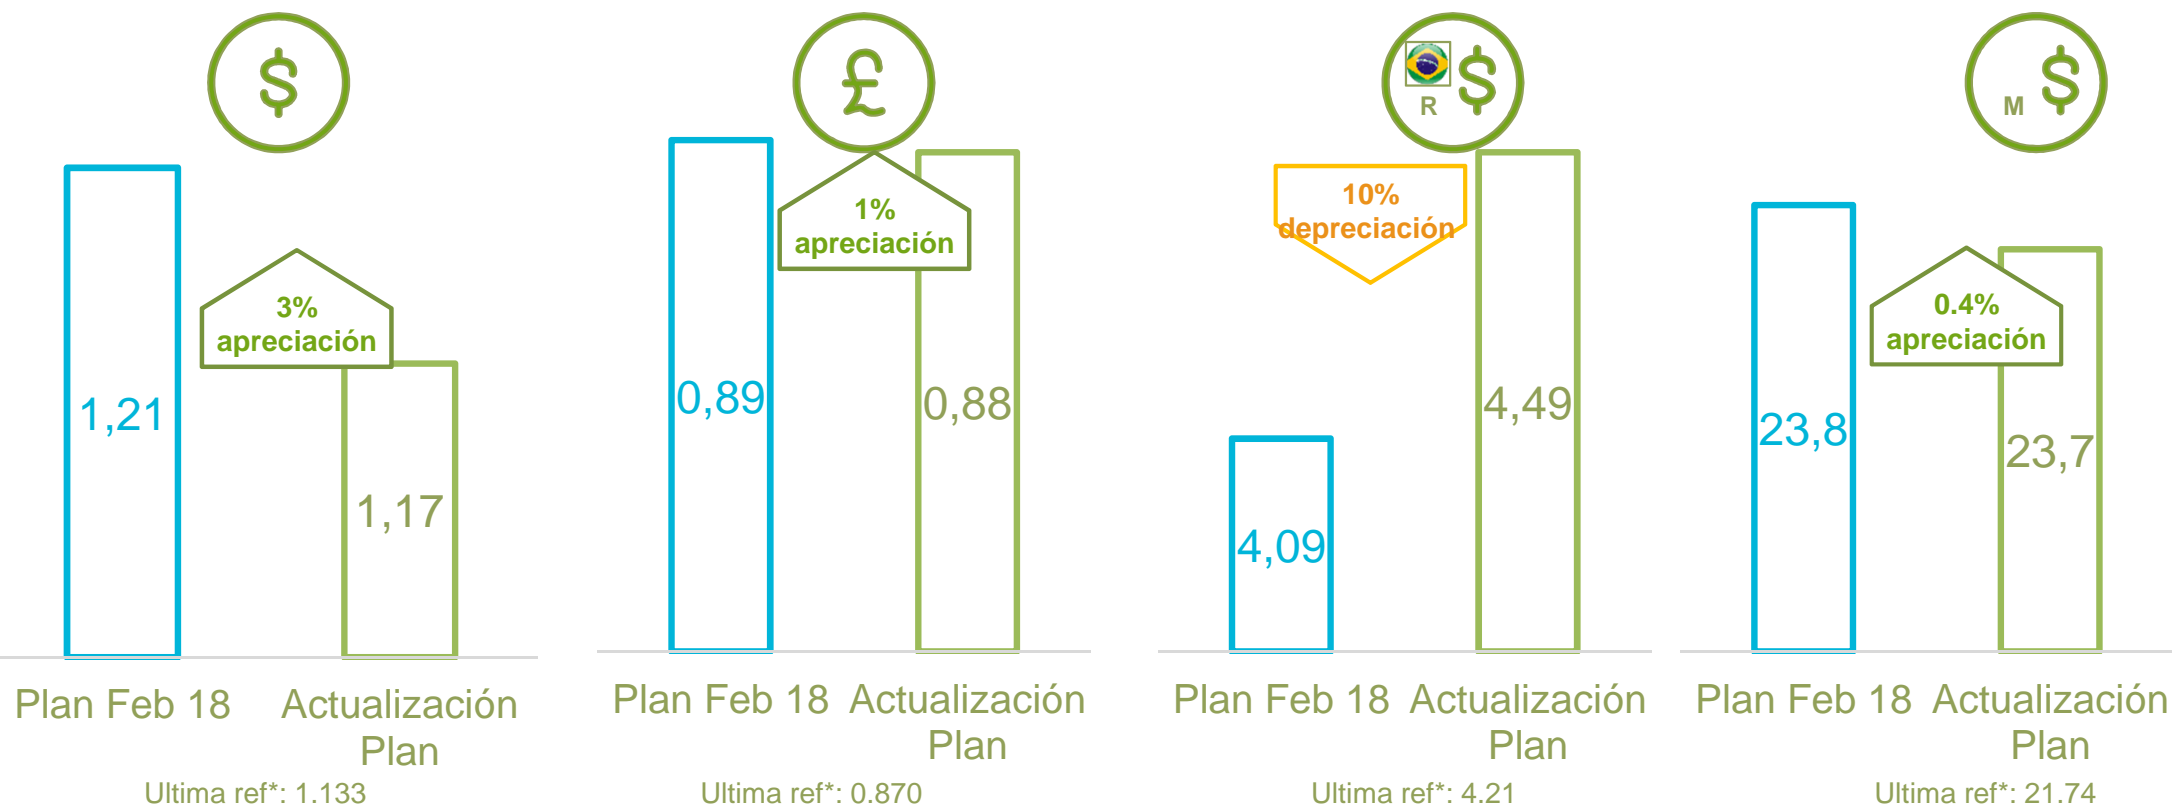 $
3%
apreciación
1,21
1,17
Plan Feb 18
Actualización
Plan
Ultima ref*: 1.133
£
1%
apreciación
0,89
0,88
Plan Feb 18
Actualización
Plan
Ultima ref*: 0.870
R $
10%
depreciación
4,09
4,49
Plan Feb 18
Actualización
Plan
Ultima ref*: 4.21
M $
0.4%
apreciación
23,8
23,7
Plan Feb 18
Actualización
Plan
Ultima ref*: 21.74